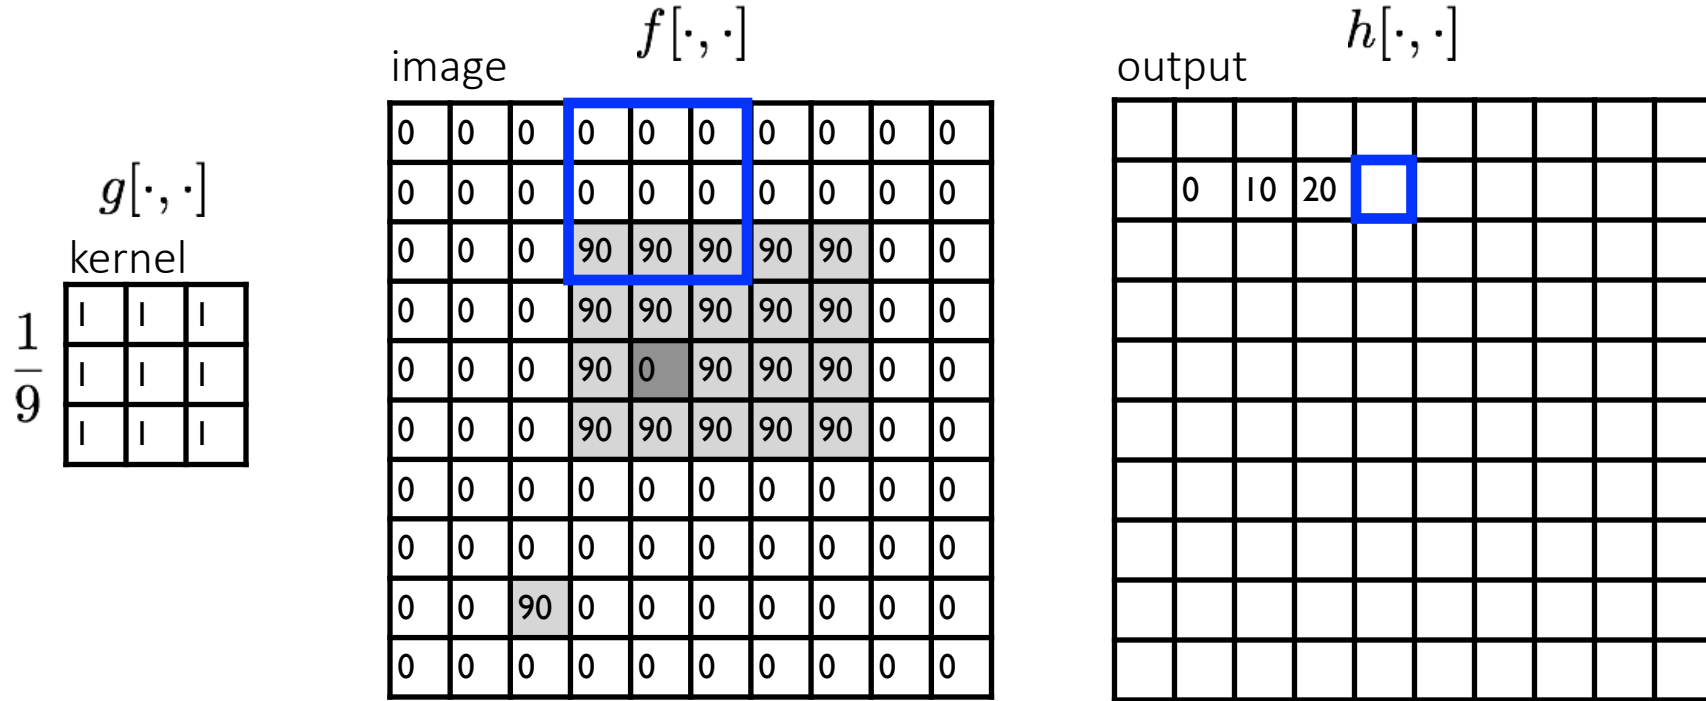 f[·,·]
h[·,·]
image
output
g[·,·]
kernel
1/9
1 1 1
1 1 1
1 1 1
0 0 0 0 0 0 0 0 0 0
0 0 0 0 0 0 0 0 0 0
0 0 0 90 90 90 90 90 0 0
0 0 0 90 90 90 90 90 0 0
0 0 0 90 0 90 90 90 0 0
0 0 0 90 90 90 90 90 0 0
0 0 0 0 0 0 0 0 0 0
0 0 0 0 0 0 0 0 0 0
0 0 90 0 0 0 0 0 0 0
0 0 0 0 0 0 0 0 0 0
0 10 20